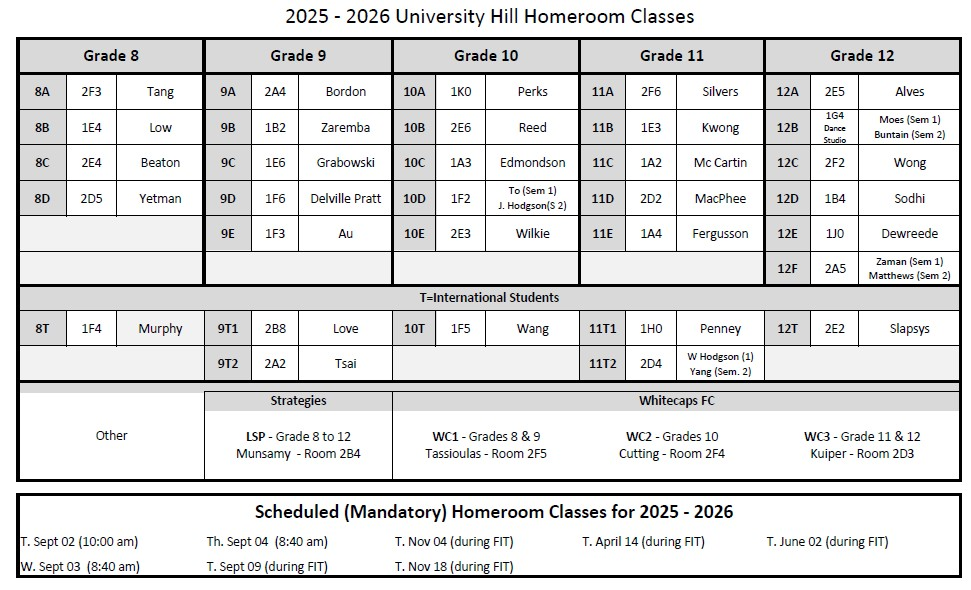 2025 - 2026 University Hill Homeroom Classes
Grade 8 Grade 9 Grade 10 Grade 11 Grade 12
8A 2F3 Tang 9A 2A4 Bordon 10A 1K0 Perks 11A 2F6 Silvers 12A 2E5 Alves
8B 1E4 Low 9B 1B2 Zaremba 10B 2E6 Reed 11B 1E3 Kwong 12B 1G4 Dance Studio Moes (Sem 1) Buntain (Sem 2)
8C 2E4 Beaton 9C 1E6 Grabowski 10C 1A3 Edmondson 11C 1A2 Mc Cartin 12C 2F2 Wong
8D 2D5 Yetman 9D 1F6 Delville Pratt 10D 1F2 To (Sem 1) J. Hodgson(S 2) 11D 2D2 MacPhee 12D 1B4 Sodhi
9E 1F3 Au 10E 2E3 Wilkie 11E 1A4 Fergusson 12E 1J0 Dewreede
12F 2A5 Zaman (Sem 1) Matthews (Sem 2)
T=International Students
8T 1F4 Murphy 9T1 2B8 Love 10T 1F5 Wang 11T1 1H0 Penney 12T 2E2 Slapsys
9T2 2A2 Tsai 11T2 2D4 W Hodgson (1) Yang (Sem. 2)
Strategies Whitecaps FC
Other
LSP - Grade 8 to 12 WC1 - Grades 8 & 9 WC2 - Grades 10 WC3 - Grade 11 & 12
Munsamy - Room 2B4 Tassioulas - Room 2F5 Cutting - Room 2F4 Kuiper - Room 2D3
Scheduled (Mandatory) Homeroom Classes for 2025 - 2026
T. Sept 02 (10:00 am) Th. Sept 04 (8:40 am) T. Nov 04 (during FIT) T. April 14 (during FIT) T. June 02 (during FIT)
W. Sept 03 (8:40 am) T. Sept 09 (during FIT) T. Nov 18 (during FIT)